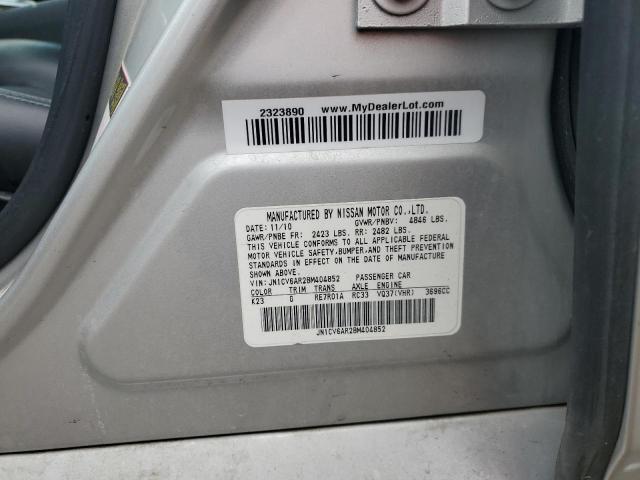 2323890 www.MyDealerLot.com
MANUFACTURED BY NISSAN MOTOR CO.,LTD.
DATE: 11/10 GVWR/PNBV: 4846 LBS.
GAWR/PNBE FR: 2423 LBS. RR: 2482 LBS.
THIS VEHICLE CONFORMS TO ALL APPLICABLE FEDERAL
MOTOR VEHICLE SAFETY,BUMPER,AND THEFT PREVENTION
STANDARDS IN EFFECT ON THE DATE OF MANUFACTURE
SHOWN ABOVE.
VIN: JN1CV6AR2BM404852 PASSENGER CAR
COLOR TRIM TRANS AXLE ENGINE
K23 G RE7R01A RC33 VQ37(VHR) 3696CC
JN1CV6AR2BM404852